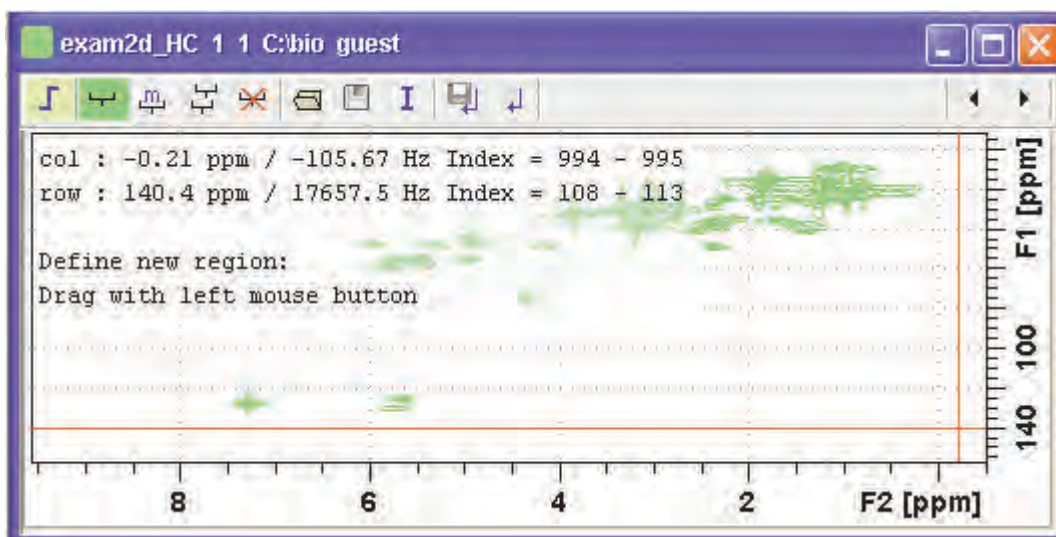 exam2d_HC 1 1 C:\bio guest
col : -0.21 ppm / -105.67 Hz Index = 994 - 995
row : 140.4 ppm / 17657.5 Hz Index = 108 - 113
Define new region:
Drag with left mouse button
F1 [ppm]
100
140
8 6 4 2 F2 [ppm]